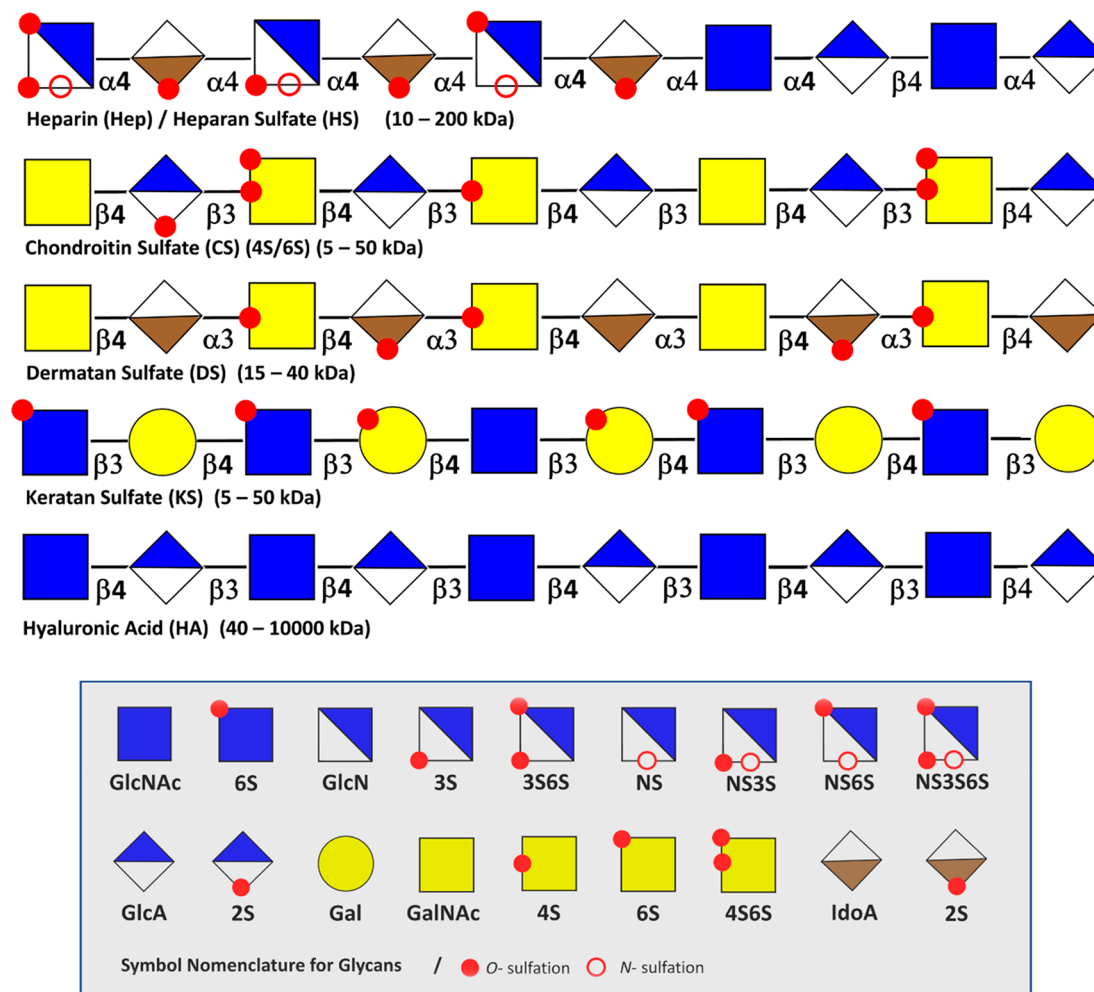 α4 α4 α4 α4 α4 α4 α4 β4 α4
Heparin (Hep) / Heparan Sulfate (HS) (10 – 200 kDa)
β4 β3 β4 β3 β4 β3 β4 β3 β4
Chondroitin Sulfate (CS) (4S/6S) (5 – 50 kDa)
β4 α3 β4 α3 β4 α3 β4 α3 β4
Dermatan Sulfate (DS) (15 – 40 kDa)
β3 β4 β3 β4 β3 β4 β3 β4 β3
Keratan Sulfate (KS) (5 – 50 kDa)
β4 β3 β4 β3 β4 β3 β4 β3 β4
Hyaluronic Acid (HA) (40 – 10000 kDa)
GlcNAc 6S GlcN 3S 3S6S NS NS3S NS6S NS3S6S
GlcA 2S Gal GalNAc 4S 6S 4S6S IdoA 2S
Symbol Nomenclature for Glycans / O- sulfation N- sulfation